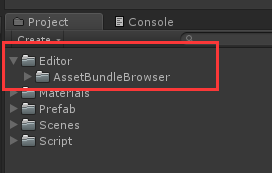 Project
Console
Create
Editor
AssetBundleBrowser
Materials
Prefab
Scenes
Script